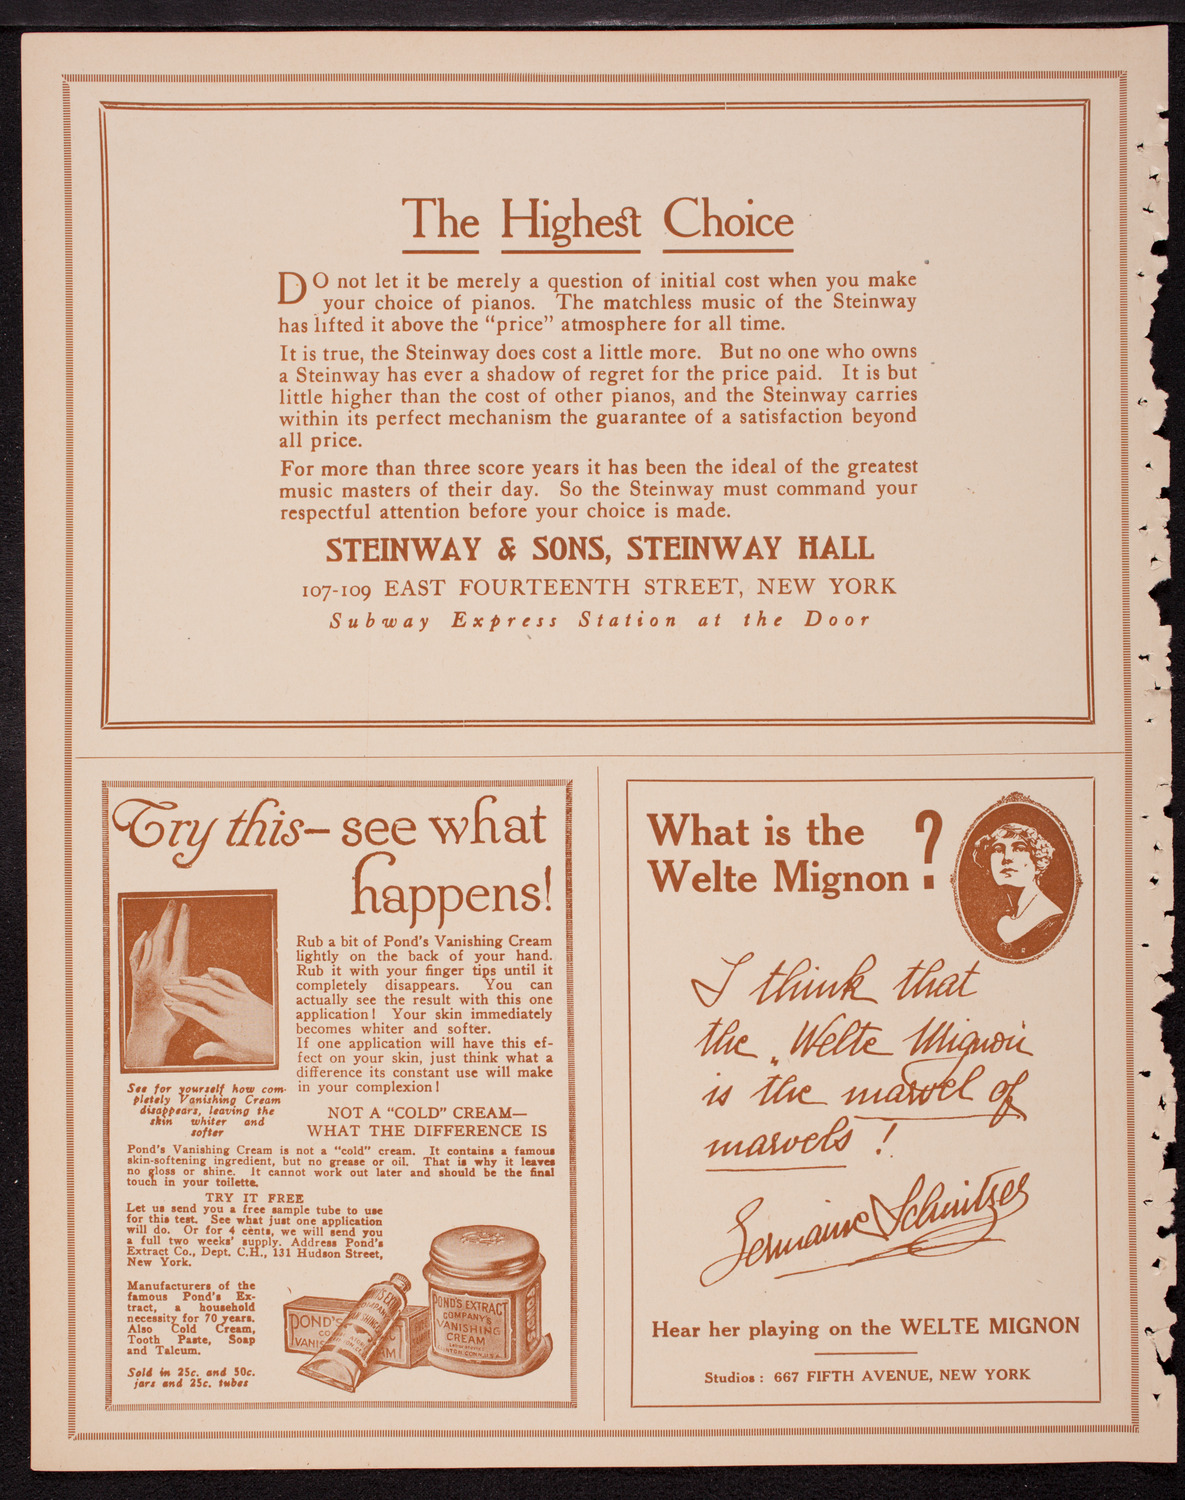 The Highest Choice
DO not let it be merely a question of initial cost when you make
your choice of pianos. The matchless music of the Steinway
has lifted it above the "price" atmosphere for all time.
It is true, the Steinway does cost a little more. But no one who owns
a Steinway has ever a shadow of regret for the price paid. It is but
little higher than the cost of other pianos, and the Steinway carries
within its perfect mechanism the guarantee of a satisfaction beyond
all price.
For more than three score years it has been the ideal of the greatest
music masters of their day. So the Steinway must command your
respectful attention before your choice is made.
STEINWAY & SONS, STEINWAY HALL
107-109 EAST FOURTEENTH STREET, NEW YORK
Subway Express Station at the Door
Try this—see what
happens!
Rub a bit of Pond's Vanishing Cream
lightly on the back of your hand.
Rub it with your finger tips until it
completely disappears. You can
actually see the result with this one
application! Your skin immediately
becomes whiter and softer.
If one application will have this ef-
fect on your skin, just think what a
difference its constant use will make
in your complexion!
See for yourself how com-
pletely Vanishing Cream
disappears, leaving the
skin whiter and
softer
NOT A "COLD" CREAM—
WHAT THE DIFFERENCE IS
Pond's Vanishing Cream is not a "cold" cream. It contains a famous
skin-softening ingredient, but no grease or oil. That is why it leaves
no gloss or shine. It cannot work out later and should be the final
touch in your toilette.
TRY IT FREE
Let us send you a free sample tube to use
for this test. See what just one application
will do. Or for 4 cents, we will send you
a full two weeks' supply. Address Pond's
Extract Co., Dept. C.H., 131 Hudson Street,
New York.
Manufacturers of the
famous Pond's Ex-
tract, a household
necessity for 70 years.
Also Cold Cream,
Tooth Paste, Soap
and Talcum.
Sold in 25c. and 50c.
jars and 25c. tubes
POND'S
VANIS
AM
POND'S EXTRACT
COMPANY'S
VANISHING
CREAM
What is the
Welte Mignon?
I think that
the „Welte Mignon
is the marvel of
marvels!
Germaine Schnitzer
Hear her playing on the WELTE MIGNON
Studios: 667 FIFTH AVENUE, NEW YORK